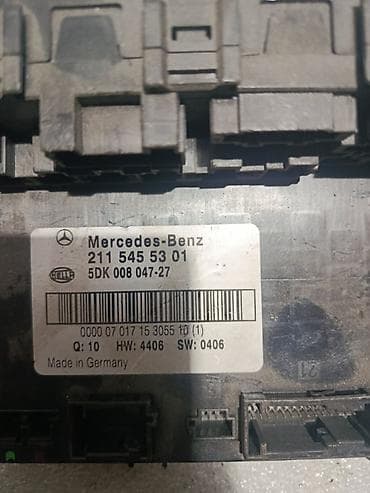 Mercedes-Benz
211 545 53 01
HELLA 5DK 008 047-27
0000 07 017 15 3055 10 (1)
Q: 10 HW: 4406 SW: 0406
Made in Germany
21